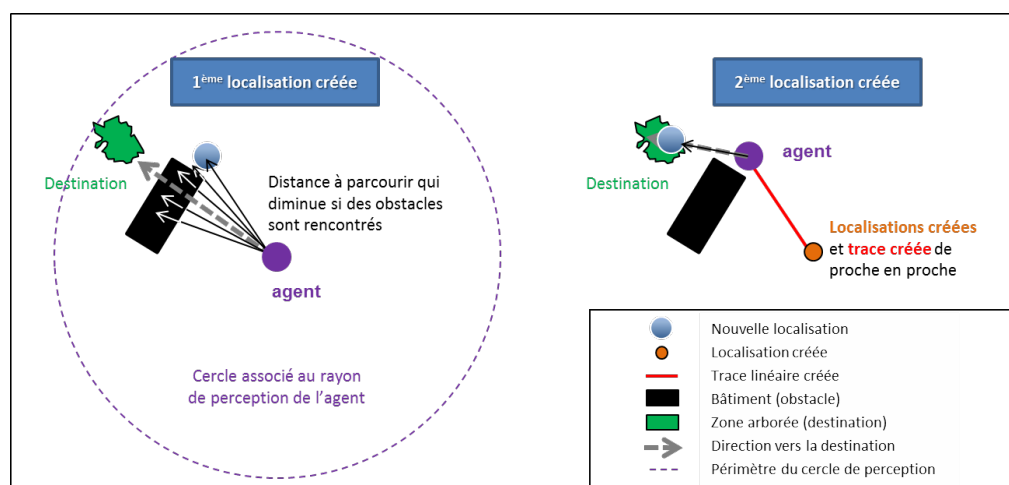 1ème localisation créée
Destination
Distance à parcourir qui
diminue si des obstacles
sont rencontrés
agent
Cercle associé au rayon
de perception de l'agent
2ème localisation créée
agent
Destination
Localisations créées
et trace créée de
proche en proche
Nouvelle localisation
Localisation créée
Trace linéaire créée
Bâtiment (obstacle)
Zone arborée (destination)
Direction vers la destination
Périmètre du cercle de perception